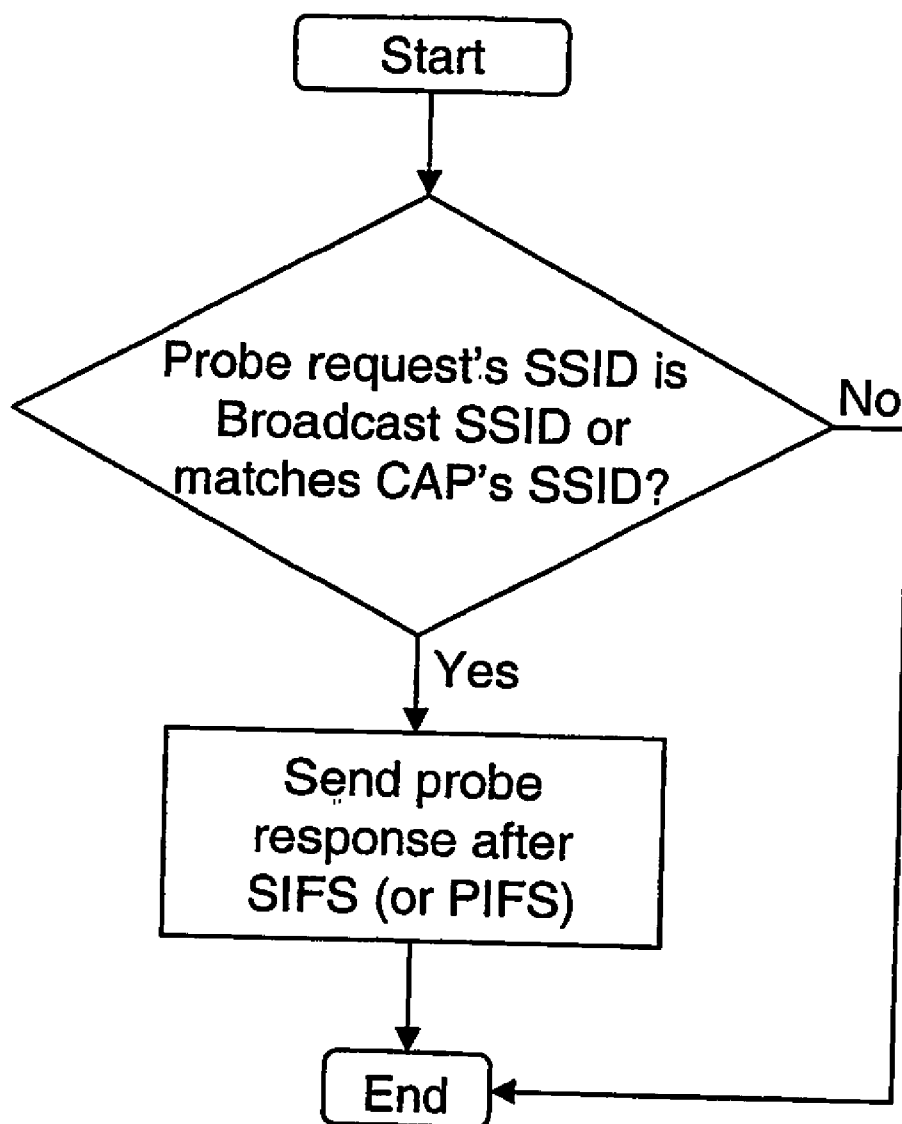 Start
Probe request's SSID is
Broadcast SSID or
matches CAP's SSID?
No
Yes
Send probe
response after
SIFS (or PIFS)
End